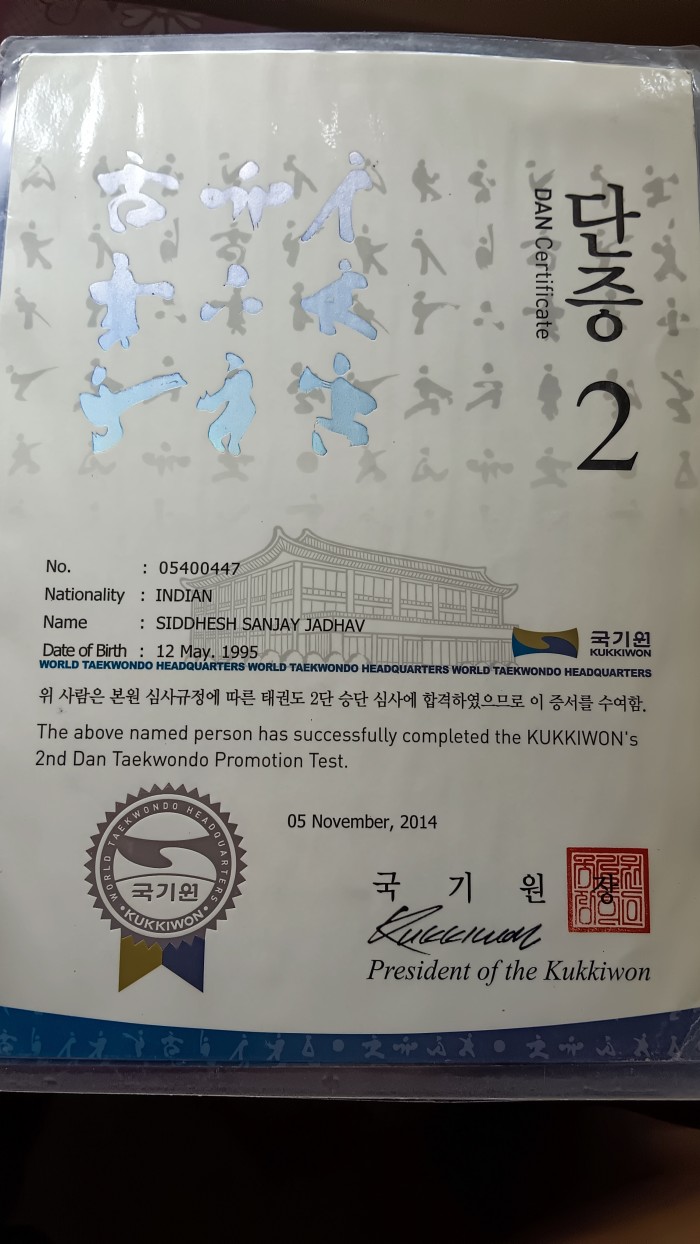 단증
DAN Certificate
2
No. : 05400447
Nationality : INDIAN
Name : SIDDHESH SANJAY JADHAV
Date of Birth : 12 May. 1995
국기원
KUKKIWON
WORLD TAEKWONDO HEADQUARTERS WORLD TAEKWONDO HEADQUARTERS WORLD TAEKWONDO HEADQUARTERS
위 사람은 본원 심사규정에 따른 태권도 2단 승단 심사에 합격하였으므로 이 증서를 수여함.
The above named person has successfully completed the KUKKIWON's
2nd Dan Taekwondo Promotion Test.
05 November, 2014
WORLD TAEKWONDO HEADQUARTERS
국기원
KUKKIWON
국 기 원 장
Kukkiwon
President of the Kukkiwon